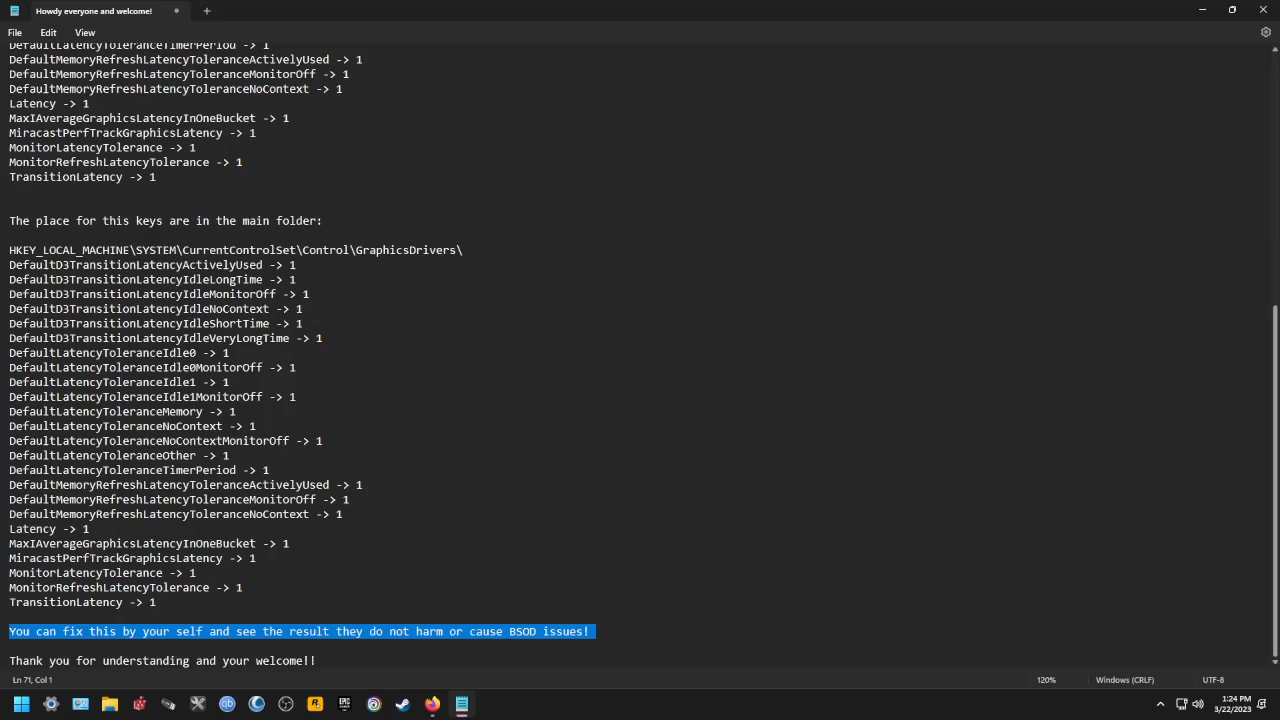 Howdy everyone and welcome!
File Edit View
DefaultLatencyToleranceTimerPeriod -> 1
DefaultMemoryRefreshLatencyToleranceActivelyUsed -> 1
DefaultMemoryRefreshLatencyToleranceMonitorOff -> 1
DefaultMemoryRefreshLatencyToleranceNoContext -> 1
Latency -> 1
MaxIAverageGraphicsLatencyInOneBucket -> 1
MiracastPerfTrackGraphicsLatency -> 1
MonitorLatencyTolerance -> 1
MonitorRefreshLatencyTolerance -> 1
TransitionLatency -> 1
The place for this keys are in the main folder:
HKEY_LOCAL_MACHINE\SYSTEM\CurrentControlSet\Control\GraphicsDrivers\
DefaultD3TransitionLatencyActivelyUsed -> 1
DefaultD3TransitionLatencyIdleLongTime -> 1
DefaultD3TransitionLatencyIdleMonitorOff -> 1
DefaultD3TransitionLatencyIdleNoContext -> 1
DefaultD3TransitionLatencyIdleShortTime -> 1
DefaultD3TransitionLatencyIdleVeryLongTime -> 1
DefaultLatencyToleranceIdle0 -> 1
DefaultLatencyToleranceIdle0MonitorOff -> 1
DefaultLatencyToleranceIdle1 -> 1
DefaultLatencyToleranceIdle1MonitorOff -> 1
DefaultLatencyToleranceMemory -> 1
DefaultLatencyToleranceNoContext -> 1
DefaultLatencyToleranceNoContextMonitorOff -> 1
DefaultLatencyToleranceOther -> 1
DefaultLatencyToleranceTimerPeriod -> 1
DefaultMemoryRefreshLatencyToleranceActivelyUsed -> 1
DefaultMemoryRefreshLatencyToleranceMonitorOff -> 1
DefaultMemoryRefreshLatencyToleranceNoContext -> 1
Latency -> 1
MaxIAverageGraphicsLatencyInOneBucket -> 1
MiracastPerfTrackGraphicsLatency -> 1
MonitorLatencyTolerance -> 1
MonitorRefreshLatencyTolerance -> 1
TransitionLatency -> 1
You can fix this by your self and see the result they do not harm or cause BSOD issues!
Thank you for understanding and your welcome!!
Ln 71, Col 1 120% Windows (CRLF) UTF-8
1:24 PM
3/22/2023